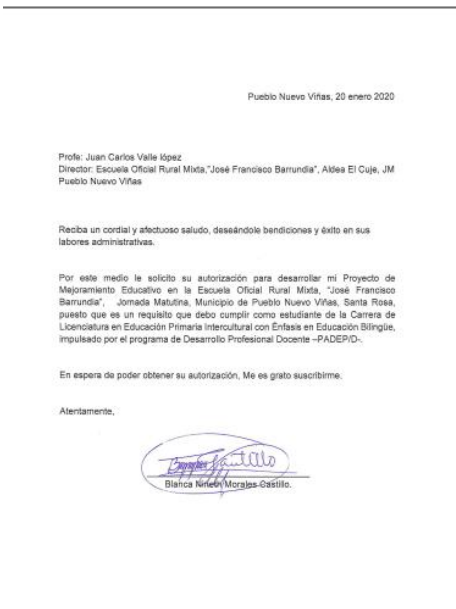 Pueblo Nuevo Viñas, 20 enero 2020
Profe: Juan Carlos Valle lópez
Director: Escuela Oficial Rural Mixta,"José Francisco Barrundia", Aldea El Cuje, JM
Pueblo Nuevo Viñas
Reciba un cordial y afectuoso saludo, deseándole bendiciones y éxito en sus
labores administrativas.
Por este medio le solicito su autorización para desarrollar mi Proyecto de
Mejoramiento Educativo en la Escuela Oficial Rural Mixta, "José Francisco
Barrundia", Jornada Matutina, Municipio de Pueblo Nuevo Viñas, Santa Rosa,
puesto que es un requisito que debo cumplir como estudiante de la Carrera de
Licenciatura en Educación Primaria Intercultural con Énfasis en Educación Bilingüe,
impulsado por el programa de Desarrollo Profesional Docente –PADEP/D-.
En espera de poder obtener su autorización, Me es grato suscribirme.
Atentamente,
Blanca Nineth Morales Castillo.